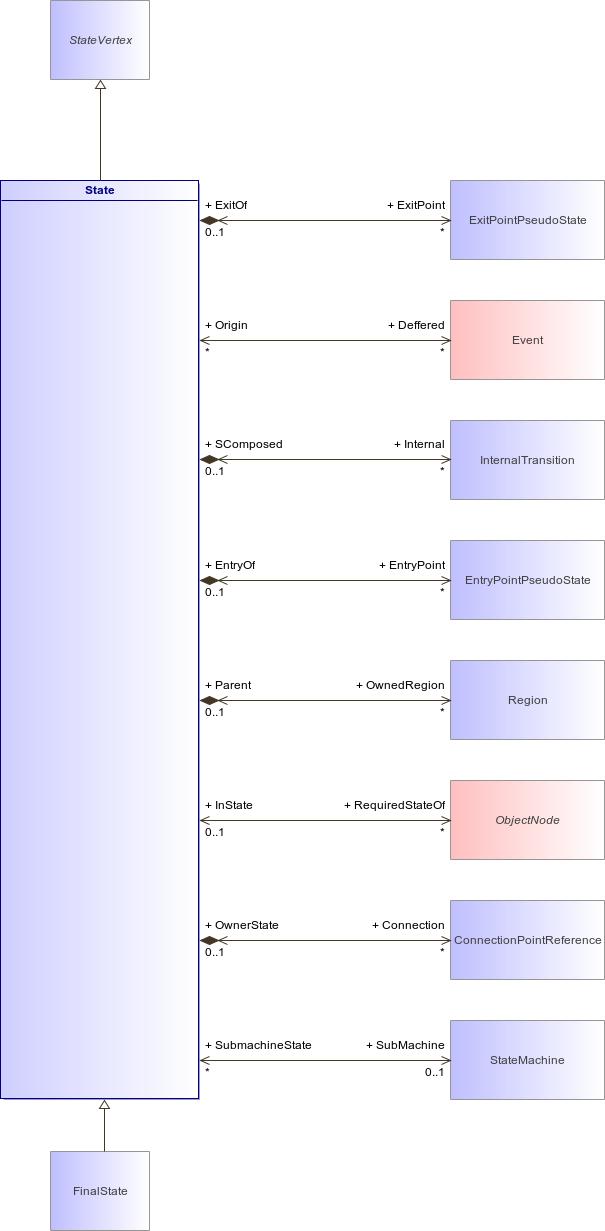 StateVertex
State
+ ExitOf + ExitPoint
0..1 *
ExitPointPseudoState
+ Origin + Deffered
* *
Event
+ SComposed + Internal
0..1 *
InternalTransition
+ EntryOf + EntryPoint
0..1 *
EntryPointPseudoState
+ Parent + OwnedRegion
0..1 *
Region
+ InState + RequiredStateOf
0..1 *
ObjectNode
+ OwnerState + Connection
0..1 *
ConnectionPointReference
+ SubmachineState + SubMachine
* 0..1
StateMachine
FinalState